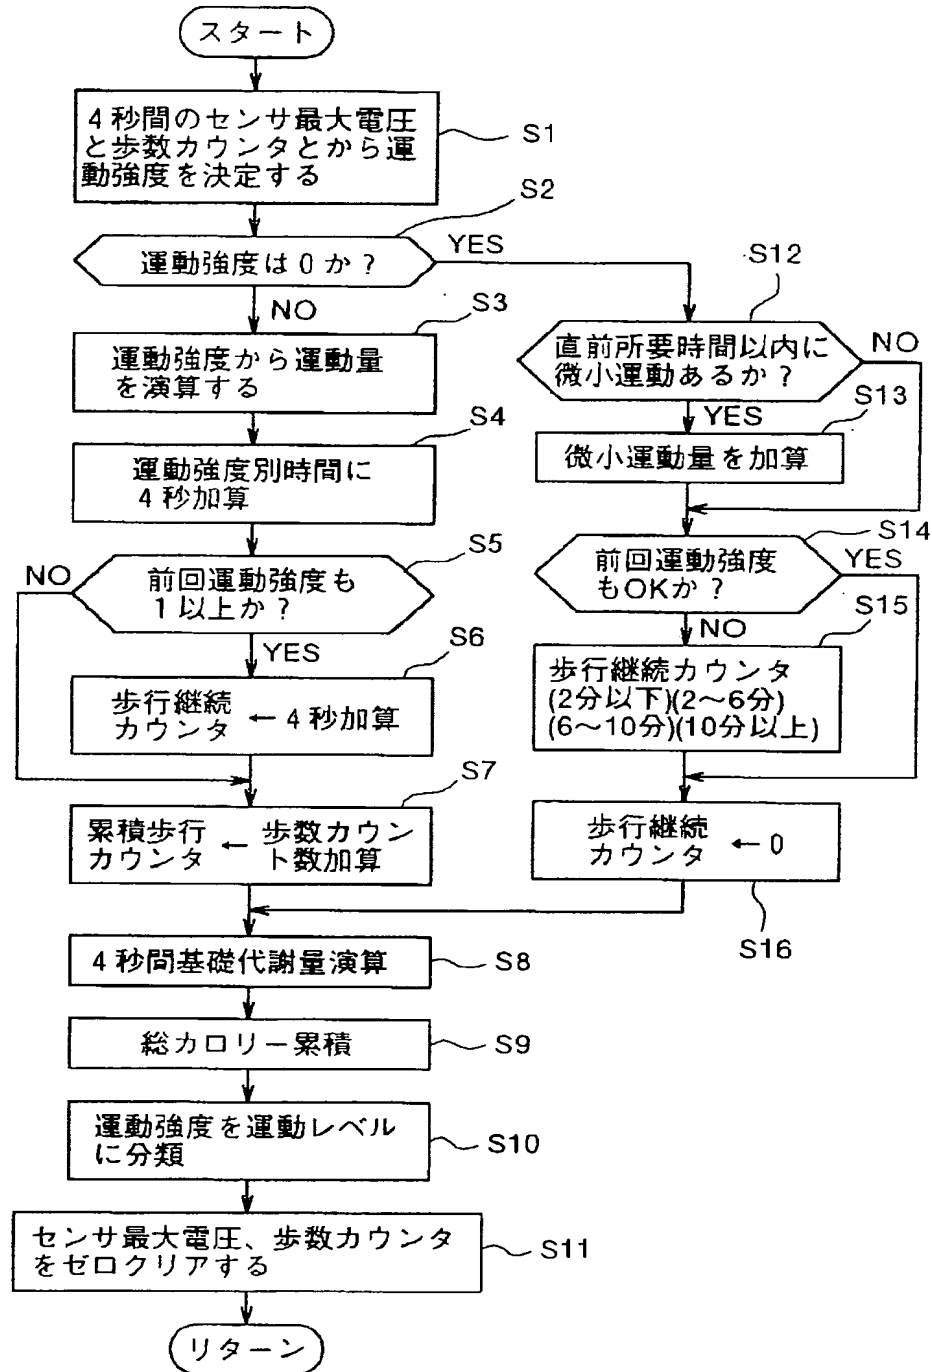 スタート
4秒間のセンサ最大電圧
と歩数カウンタとから運
動強度を決定する
S1
S2
運動強度は0か?
YES
NO
S3
運動強度から運動量
を演算する
S4
運動強度別時間に
4秒加算
S5
前回運動強度も
1以上か?
NO
YES
S6
歩行継続
カウンタ ← 4秒加算
S7
累積歩行 ← 歩数カウン
カウンタ ト数加算
S12
直前所要時間以内に
微小運動あるか?
NO
YES
S13
微小運動量を加算
S14
前回運動強度
もOKか?
YES
NO
S15
歩行継続カウンタ
(2分以下)(2~6分)
(6~10分)(10分以上)
歩行継続
カウンタ ← 0
S16
4秒間基礎代謝量演算
S8
総カロリー累積
S9
運動強度を運動レベル
に分類
S10
センサ最大電圧、歩数カウンタ
をゼロクリアする
S11
リターン